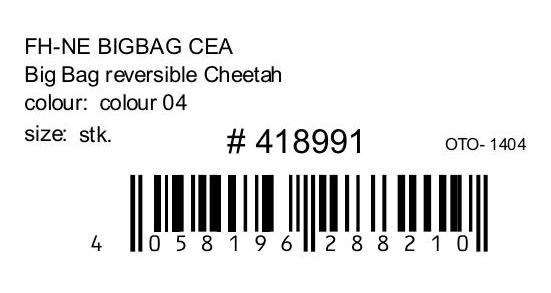 FH-NE BIGBAG CEA
Big Bag reversible Cheetah
colour: colour 04
size: stk.
# 418991
OTO- 1404
4 058196 288210